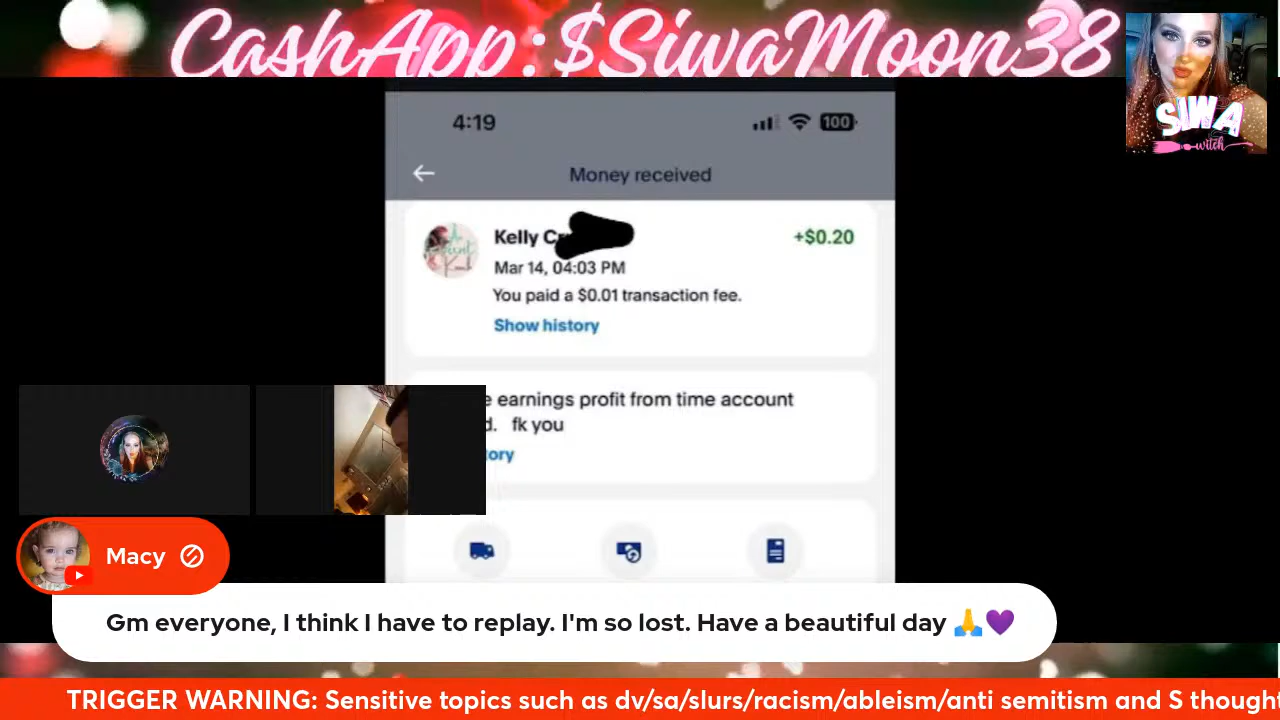 CashApp:$SiwaMoon38
SIWA
witch
4:19
100
Money received
Kelly
+$0.20
Mar 14, 04:03 PM
You paid a $0.01 transaction fee.
Show history
earnings profit from time account
fk you
Macy
Gm everyone, I think I have to replay. I'm so lost. Have a beautiful day 🙏💜
TRIGGER WARNING: Sensitive topics such as dv/sa/slurs/racism/ableism/anti semitism and S though